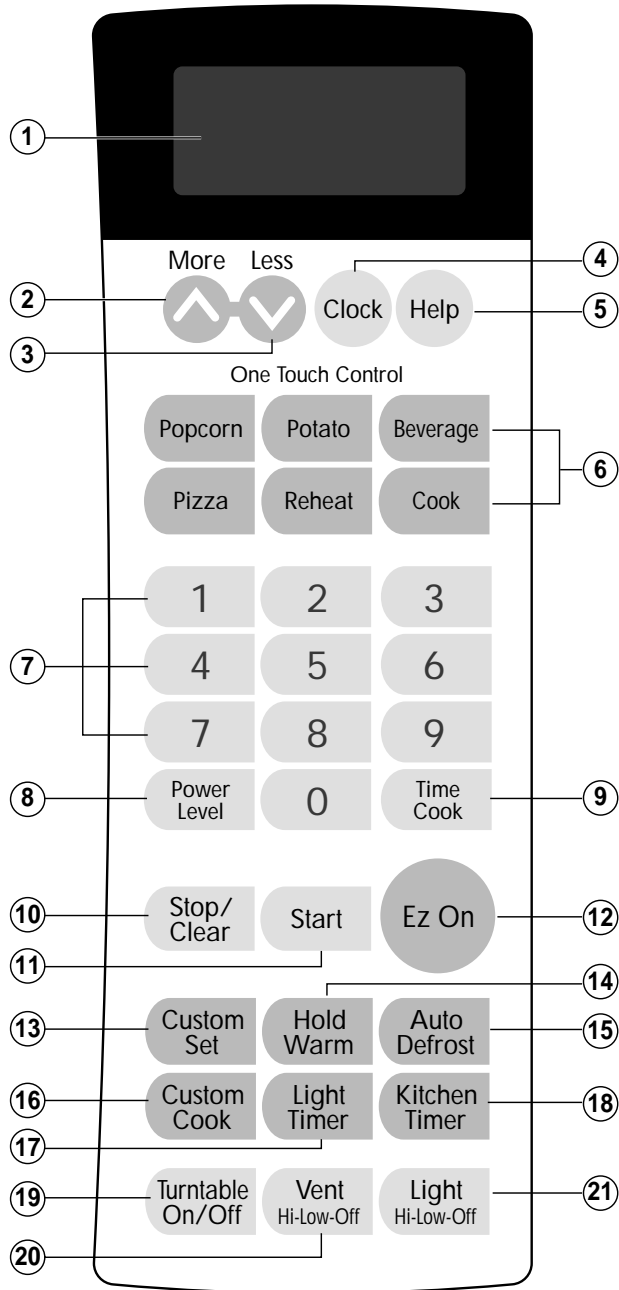 1
More Less
4
2
Clock Help
5
3
One Touch Control
Popcorn Potato Beverage
6
Pizza Reheat Cook
1 2 3
7
4 5 6
7 8 9
8
Power
Level
0
Time
Cook
9
10
Stop/
Clear
Start
Ez On
12
11
14
13
Custom
Set
Hold
Warm
Auto
Defrost
15
16
Custom
Cook
Light
Timer
Kitchen
Timer
18
17
19
Turntable
On/Off
Vent
Hi-Low-Off
Light
Hi-Low-Off
21
20